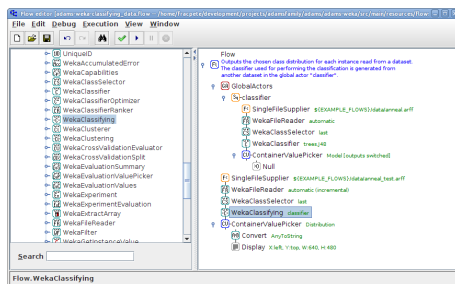 Flow editor [adams-weka-classifying_data.flow -- /home/fracpete/development/projects/adams/adamsfamily/adams/adams-weka/src/main/resources/flow]
File Edit Debug Execution View Window
UniqueID
WekaAccumulatedError
WekaCapabilities
WekaClassSelector
WekaClassifier
WekaClassifierOptimizer
WekaClassifierRanker
WekaClassifying
WekaClusterer
WekaClustering
WekaCrossValidationEvaluator
WekaCrossValidationSplit
WekaEvaluationSummary
WekaEvaluationValuePicker
WekaEvaluationValues
WekaExperiment
WekaExperimentEvaluation
WekaExtractArray
WekaFileReader
WekaFilter
WekaGetInstanceValue
Search
Flow
Outputs the chosen class distribution for each instance read from a dataset.
The classifier used for performing the classification is generated from
another dataset in the global actor "classifier".
GlobalActors
classifier
SingleFileSupplier ${EXAMPLE_FLOWS}/data/anneal.arff
WekaFileReader automatic
WekaClassSelector last
WekaClassifier trees.J48
ContainerValuePicker Model [outputs switched]
Null
SingleFileSupplier ${EXAMPLE_FLOWS}/data/anneal_test.arff
WekaFileReader automatic (incremental)
WekaClassSelector last
WekaClassifying classifier
ContainerValuePicker Distribution
Convert AnyToString
Display X:left, Y:top, W:640, H:480
Flow.WekaClassifying